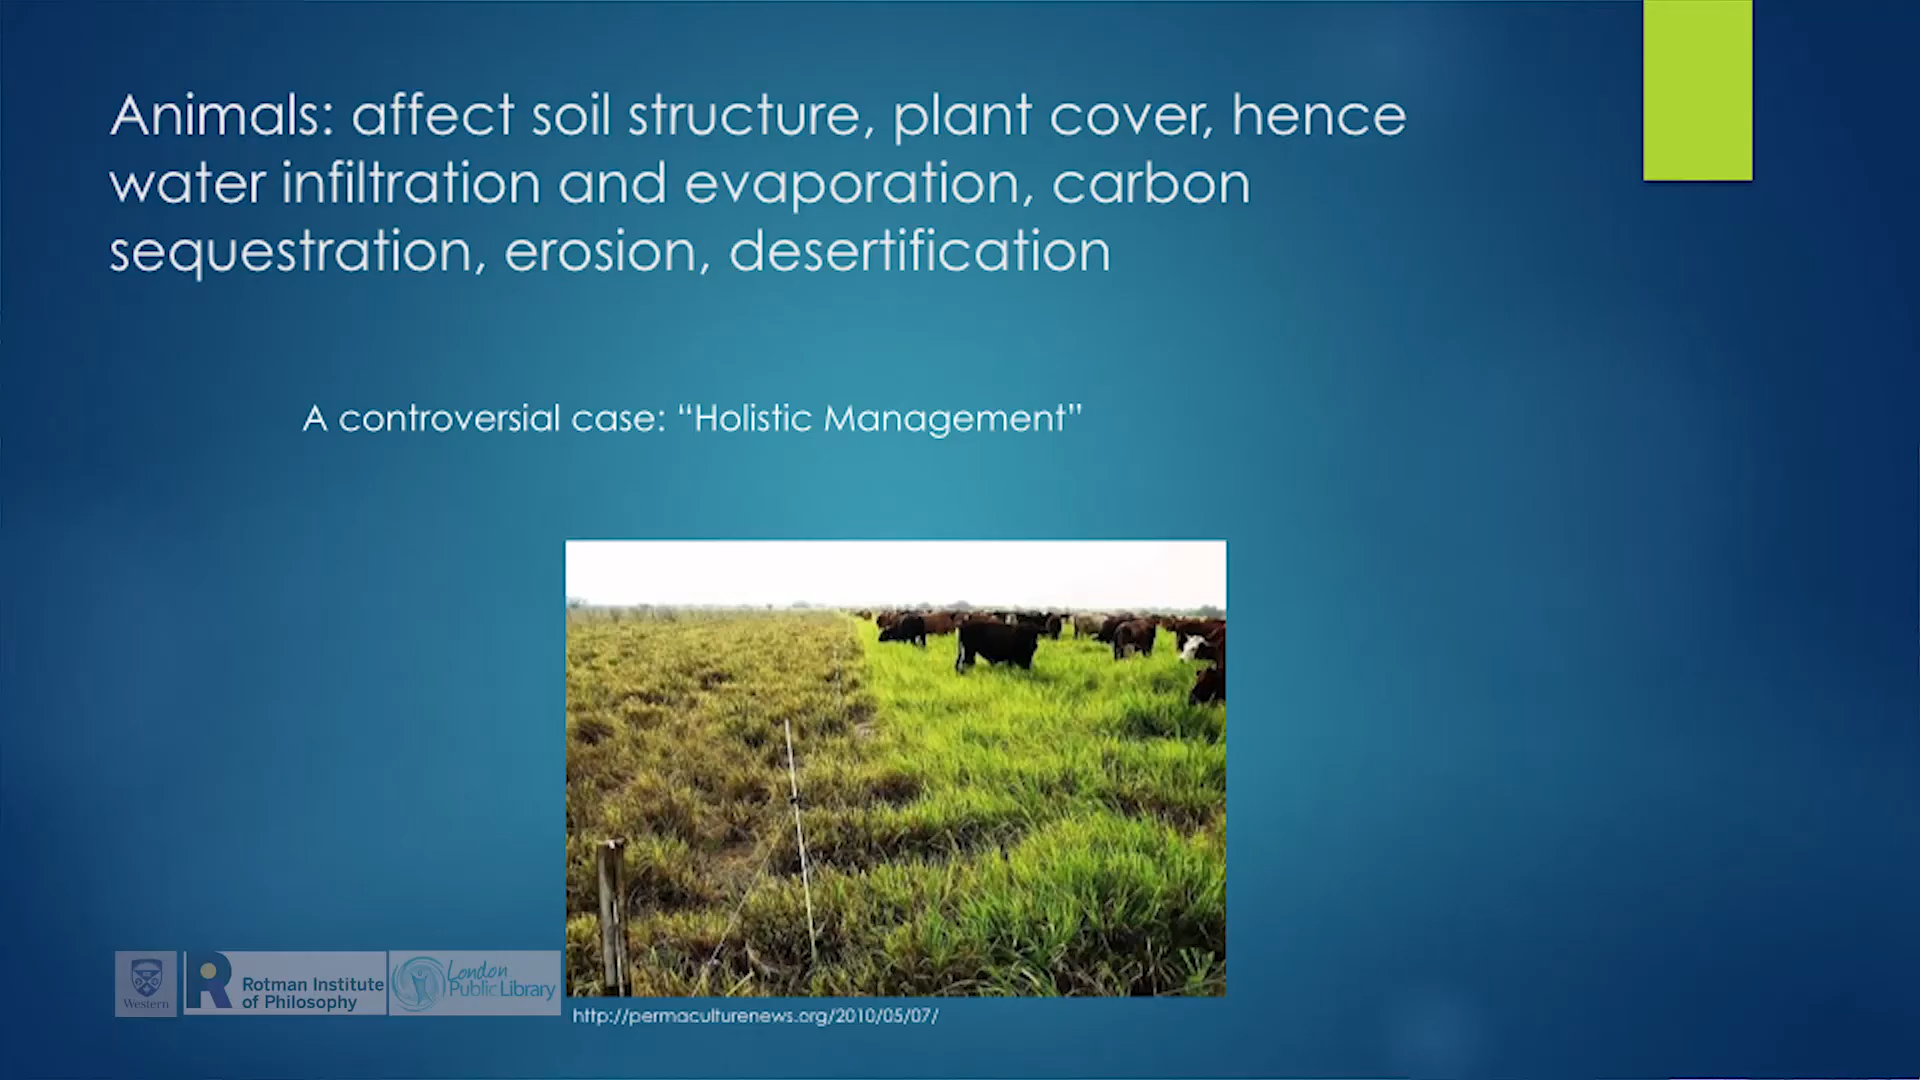 Animals: affect soil structure, plant cover, hence
water infiltration and evaporation, carbon
sequestration, erosion, desertification
A controversial case: “Holistic Management”
Western
R
Rotman Institute
of Philosophy
London
Public Library
http://permaculturenews.org/2010/05/07/